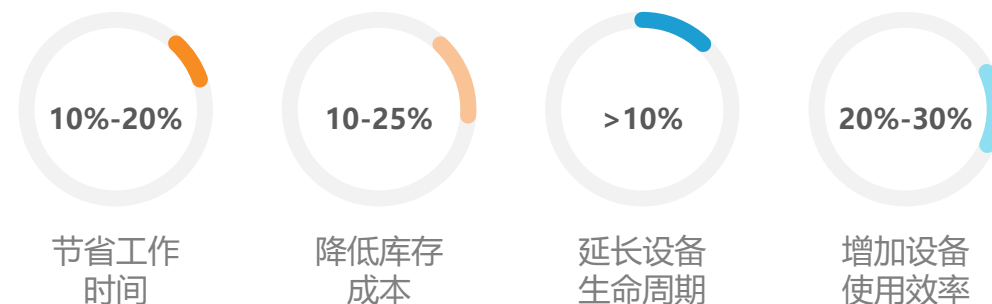 10%-20%
10-25%
>10%
20%-30%
节省工作
时间
降低库存
成本
延长设备
生命周期
增加设备
使用效率